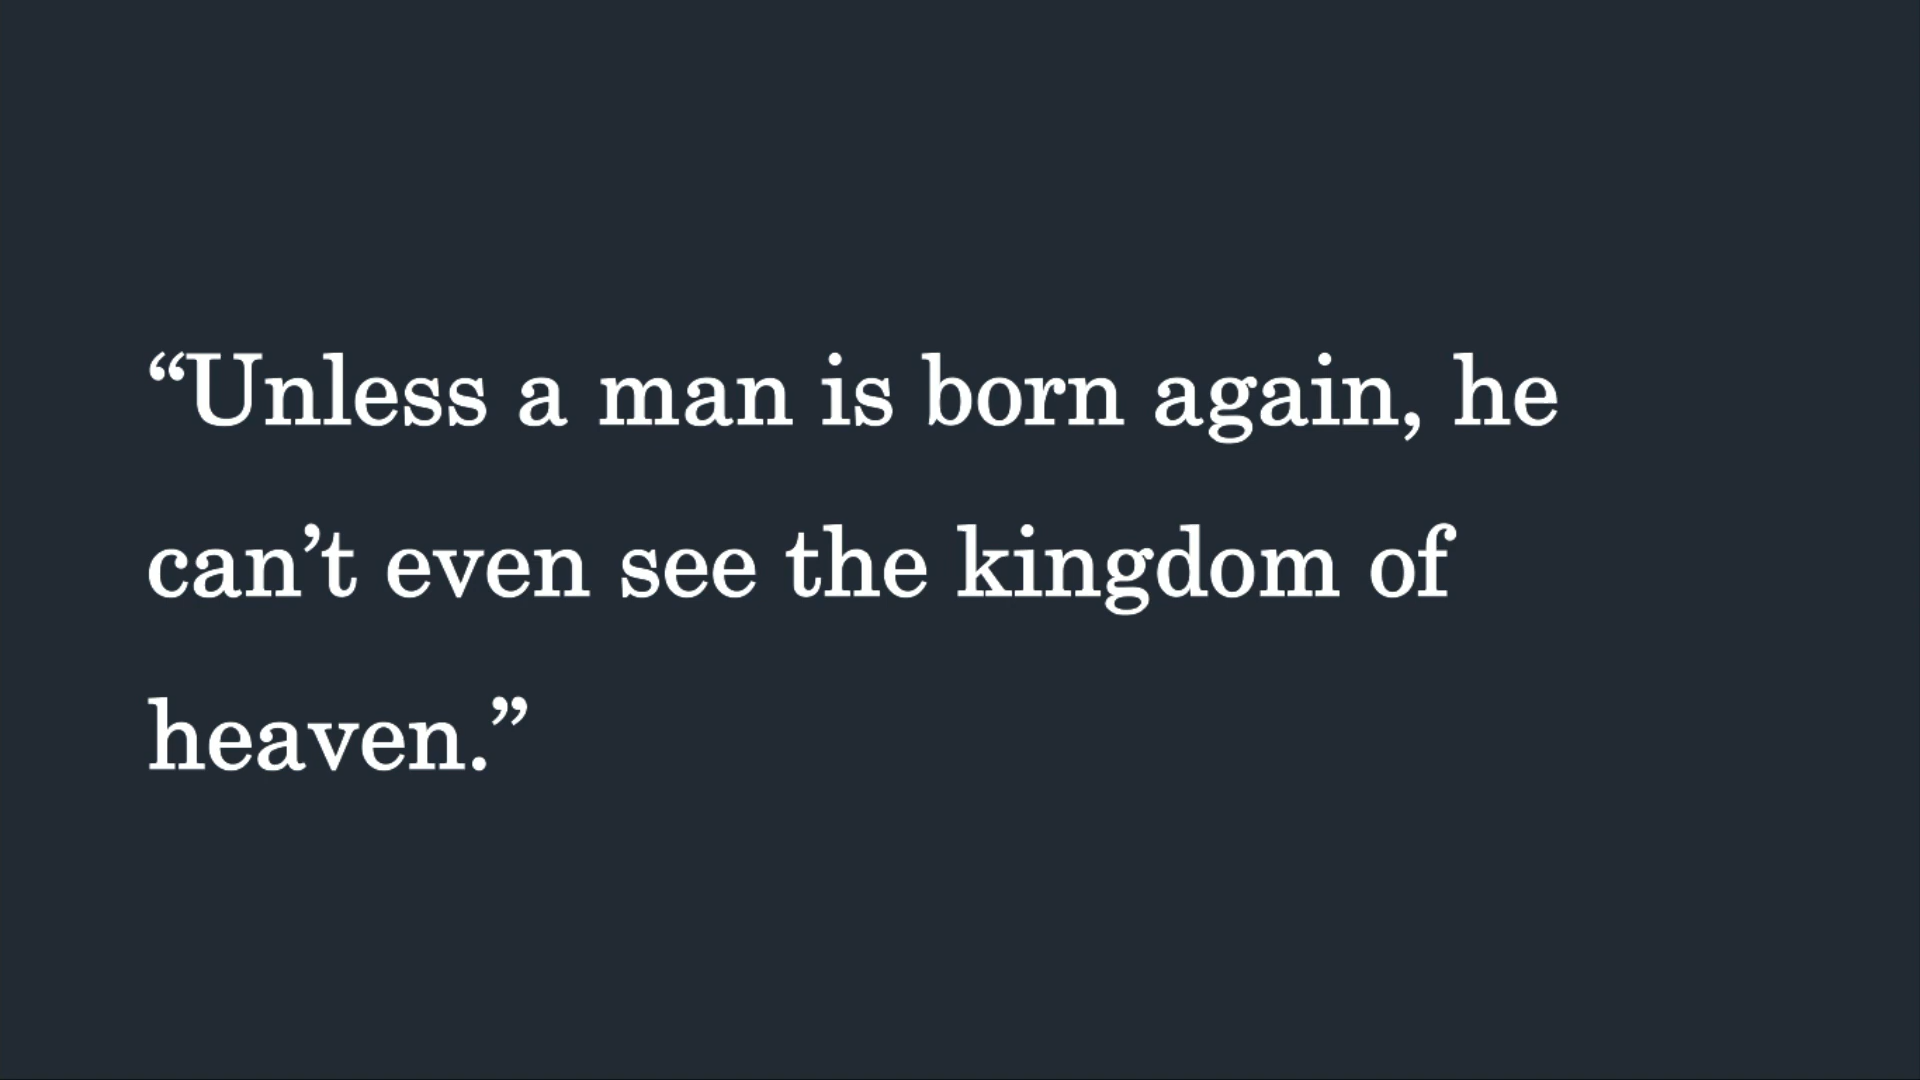 “Unless a man is born again, he
can’t even see the kingdom of
heaven.”